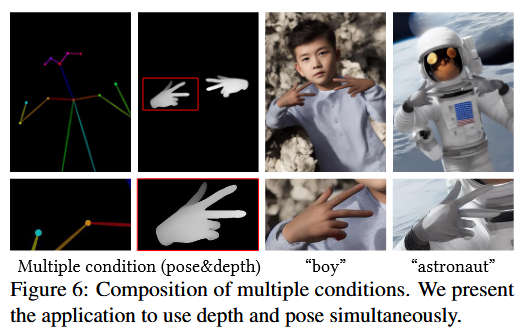 Multiple condition (pose&depth)
“boy”
“astronaut”
Figure 6: Composition of multiple conditions. We present
the application to use depth and pose simultaneously.